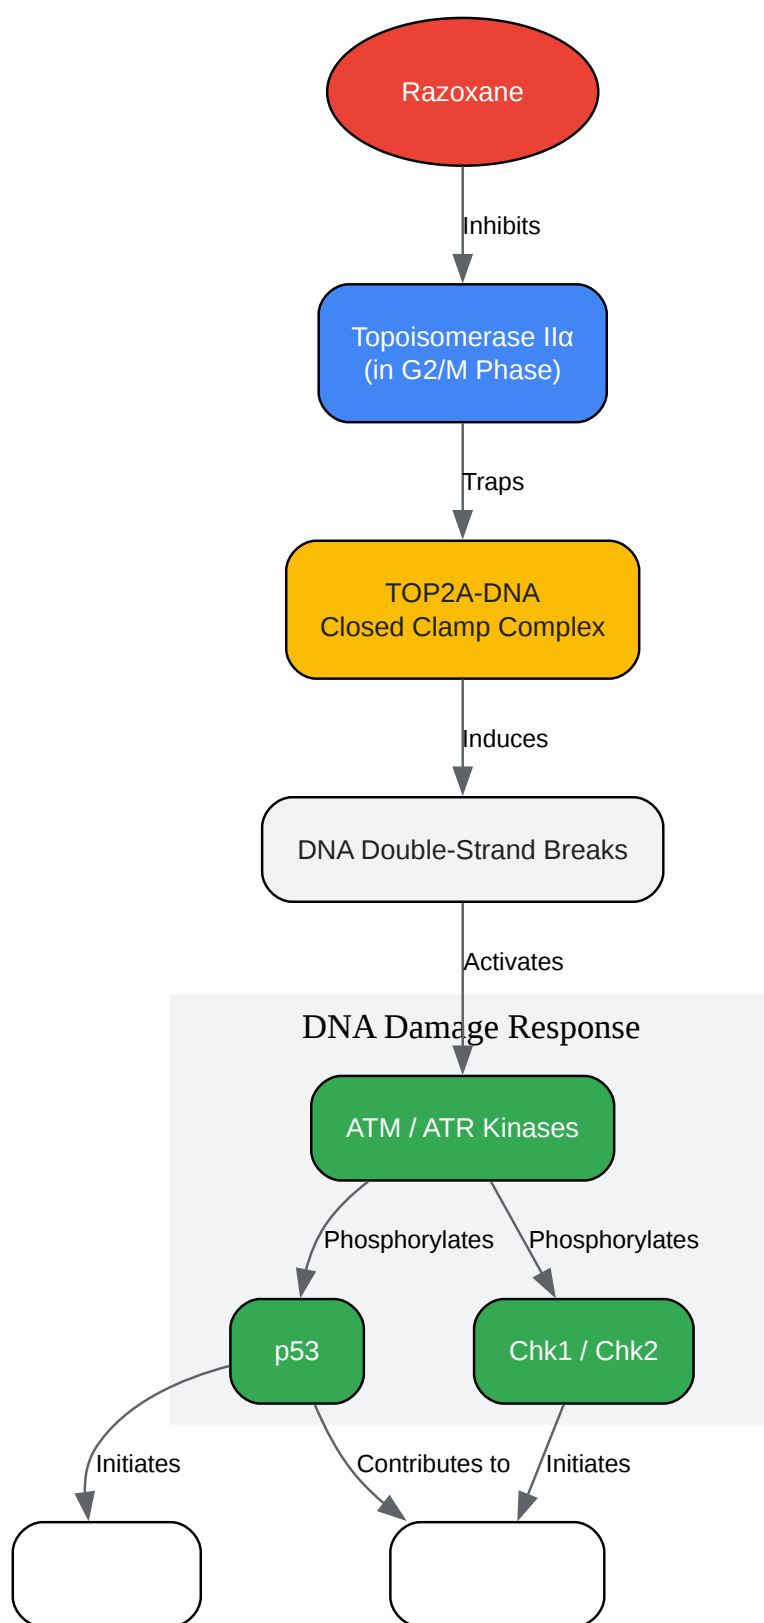 Razoxane
Inhibits
Topoisomerase IIα
(in G2/M Phase)
Traps
TOP2A-DNA
Closed Clamp Complex
Induces
DNA Double-Strand Breaks
Activates
DNA Damage Response
ATM / ATR Kinases
Phosphorylates
Phosphorylates
p53
Chk1 / Chk2
Initiates
Contributes to
Initiates